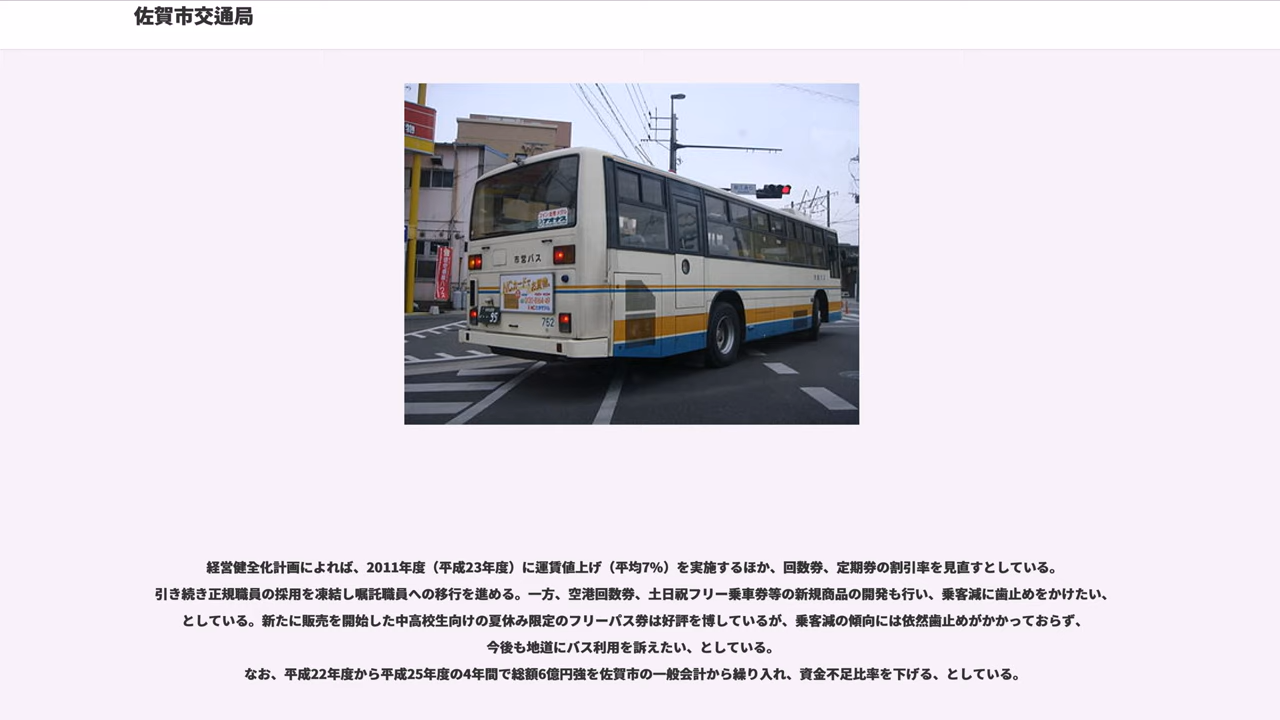 佐賀市交通局
市営バス
95
752
経営健全化計画によれば、2011年度（平成23年度）に運賃値上げ（平均7%）を実施するほか、回数券、定期券の割引率を見直すとしている。
引き続き正規職員の採用を凍結し嘱託職員への移行を進める。一方、空港回数券、土日祝フリー乗車券等の新規商品の開発も行い、乗客減に歯止めをかけたい、
としている。新たに販売を開始した中高校生向けの夏休み限定のフリーパス券は好評を博しているが、乗客減の傾向には依然歯止めがかかっておらず、
今後も地道にバス利用を訴えたい、としている。
なお、平成22年度から平成25年度の4年間で総額6億円強を佐賀市の一般会計から繰り入れ、資金不足比率を下げる、としている。